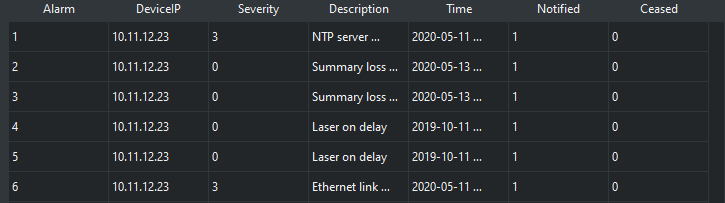 Alarm DeviceIP Severity Description Time Notified Ceased
1 10.11.12.23 3 NTP server ... 2020-05-11 ... 1 0
2 10.11.12.23 0 Summary loss ... 2020-05-13 ... 1 0
3 10.11.12.23 0 Summary loss ... 2020-05-13 ... 1 0
4 10.11.12.23 0 Laser on delay 2019-10-11 ... 1 0
5 10.11.12.23 0 Laser on delay 2019-10-11 ... 1 0
6 10.11.12.23 3 Ethernet link ... 2020-05-11 ... 1 0